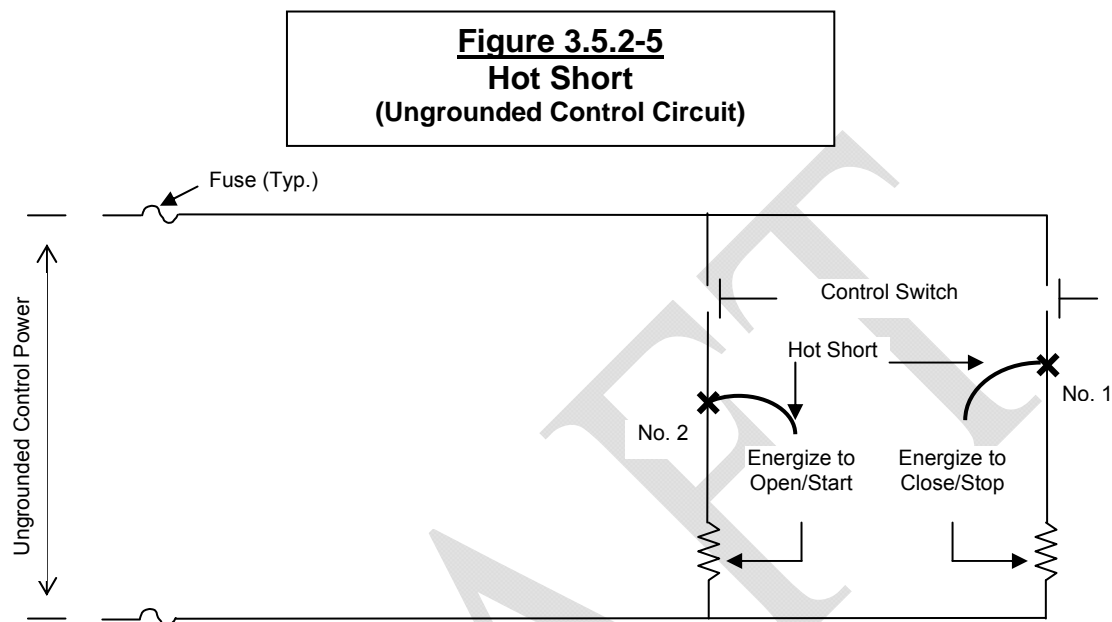 Figure 3.5.2-5
Hot Short
(Ungrounded Control Circuit)
Fuse (Typ.)
Ungrounded Control Power
Control Switch
Hot Short
No. 1
No. 2
Energize to
Open/Start
Energize to
Close/Stop